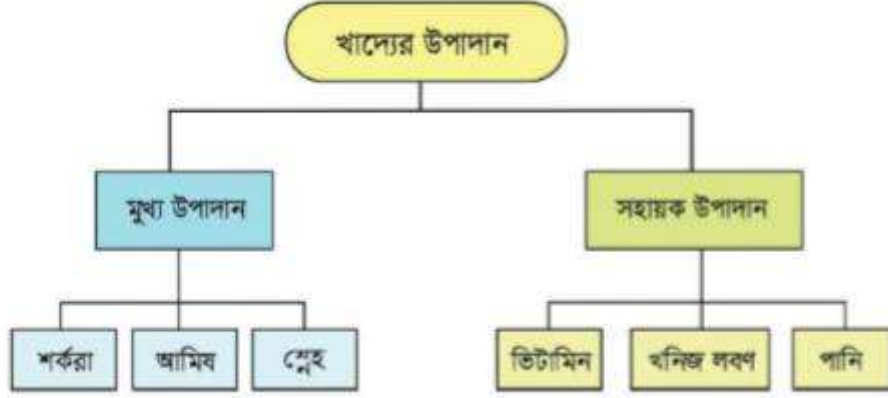 খাদ্যের উপাদান
মুখ্য উপাদান
সহায়ক উপাদান
শর্করা
আমিষ
স্নেহ
ভিটামিন
খনিজ লবণ
পানি